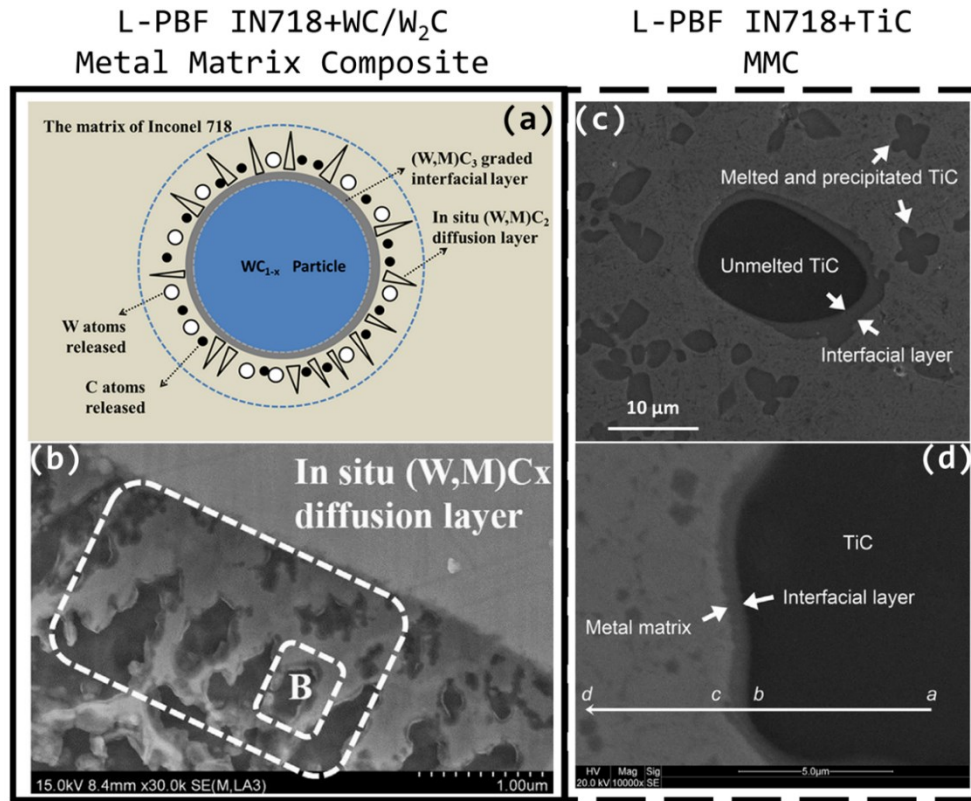 L-PBF IN718+WC/W₂C
Metal Matrix Composite
L-PBF IN718+TiC
MMC
(a)
The matrix of Inconel 718
(W,M)C₃ graded
interfacial layer
In situ (W,M)C₂
diffusion layer
WC₁₋ₓ Particle
W atoms
released
C atoms
released
(b)
In situ (W,M)Cx
diffusion layer
B
15.0kV 8.4mm x30.0k SE(M,LA3)
1.00um
(c)
Melted and precipitated TiC
Unmelted TiC
Interfacial layer
10 µm
(d)
TiC
Interfacial layer
Metal matrix
d c b a
HV Mag Sig
20.0 kV 10000x SE
5.0µm